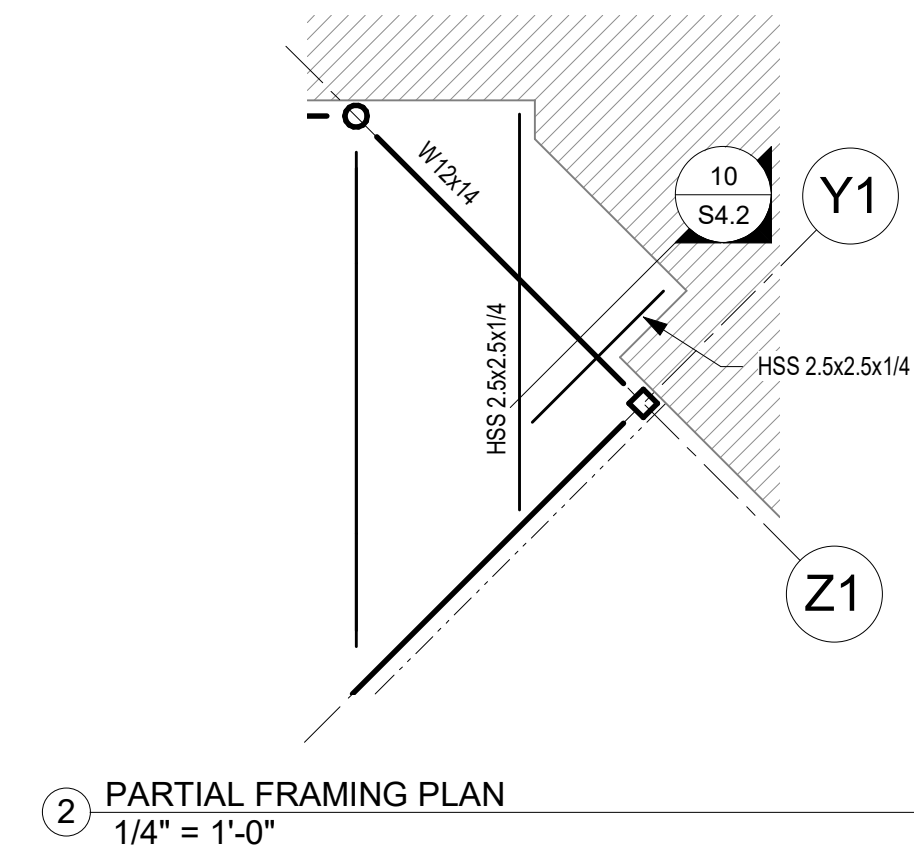 W12x14
10
S4.2
Y1
HSS 2.5x2.5x1/4
HSS 2.5x2.5x1/4
Z1
2 PARTIAL FRAMING PLAN
1/4" = 1'-0"